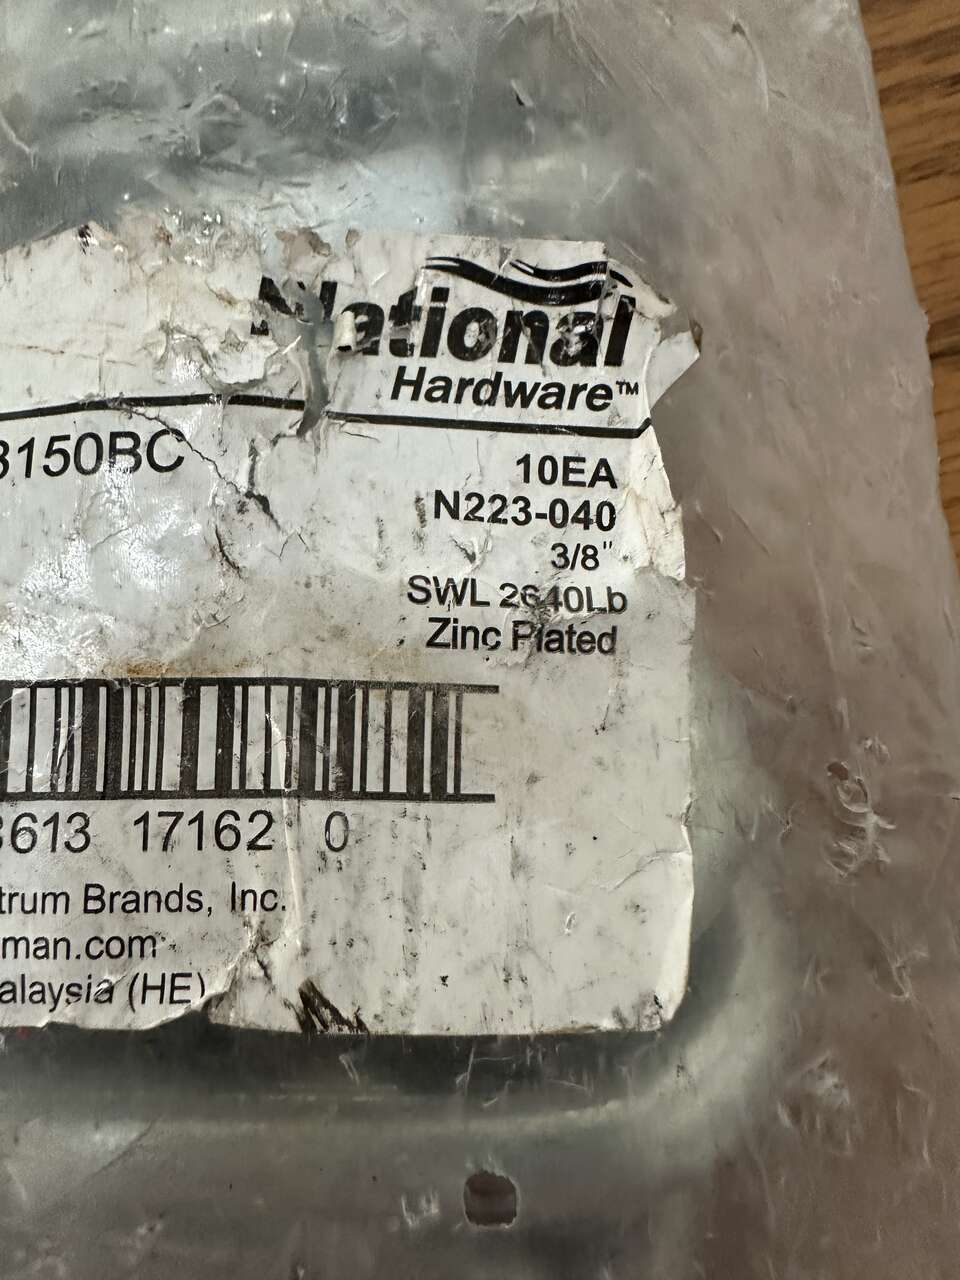 National
Hardware™
3150BC
10EA
N223-040
3/8"
SWL 2640Lb
Zinc Plated
3613 17162 0
trum Brands, Inc.
man.com
alaysia (HE)